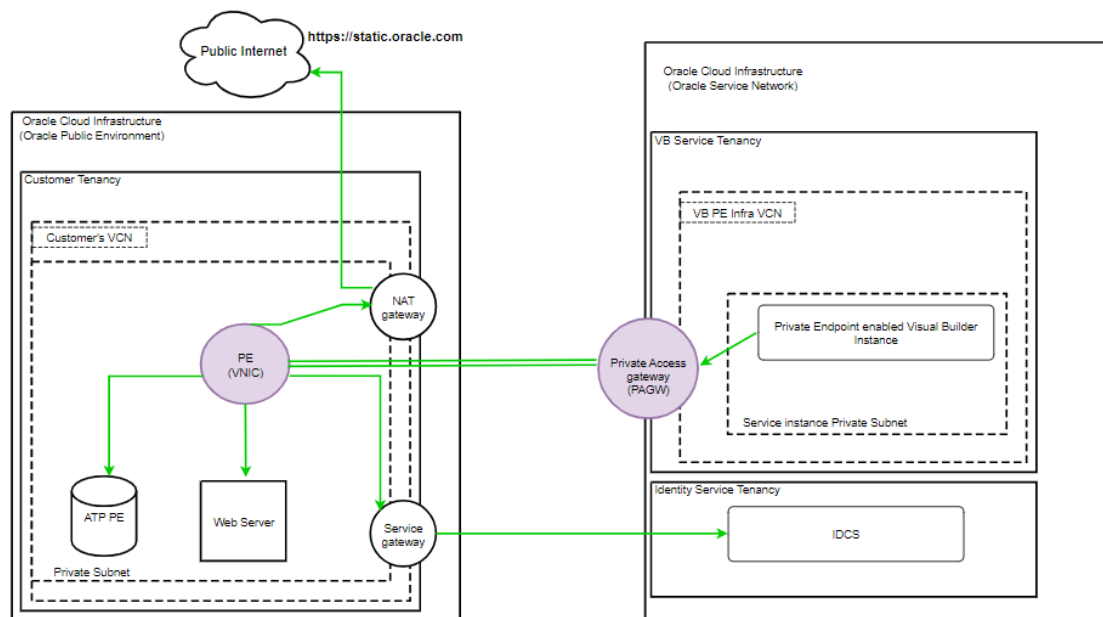 https://static.oracle.com
Public Internet
Oracle Cloud Infrastructure
(Oracle Public Environment)
Customer Tenancy
Customer's VCN
NAT
gateway
PE
(VNIC)
ATP PE
Web Server
Service
gateway
Private Subnet
Oracle Cloud Infrastructure
(Oracle Service Network)
VB Service Tenancy
VB PE Infra VCN
Private Endpoint enabled Visual Builder
Instance
Private Access
gateway
(PAGW)
Service instance Private Subnet
Identity Service Tenancy
IDCS